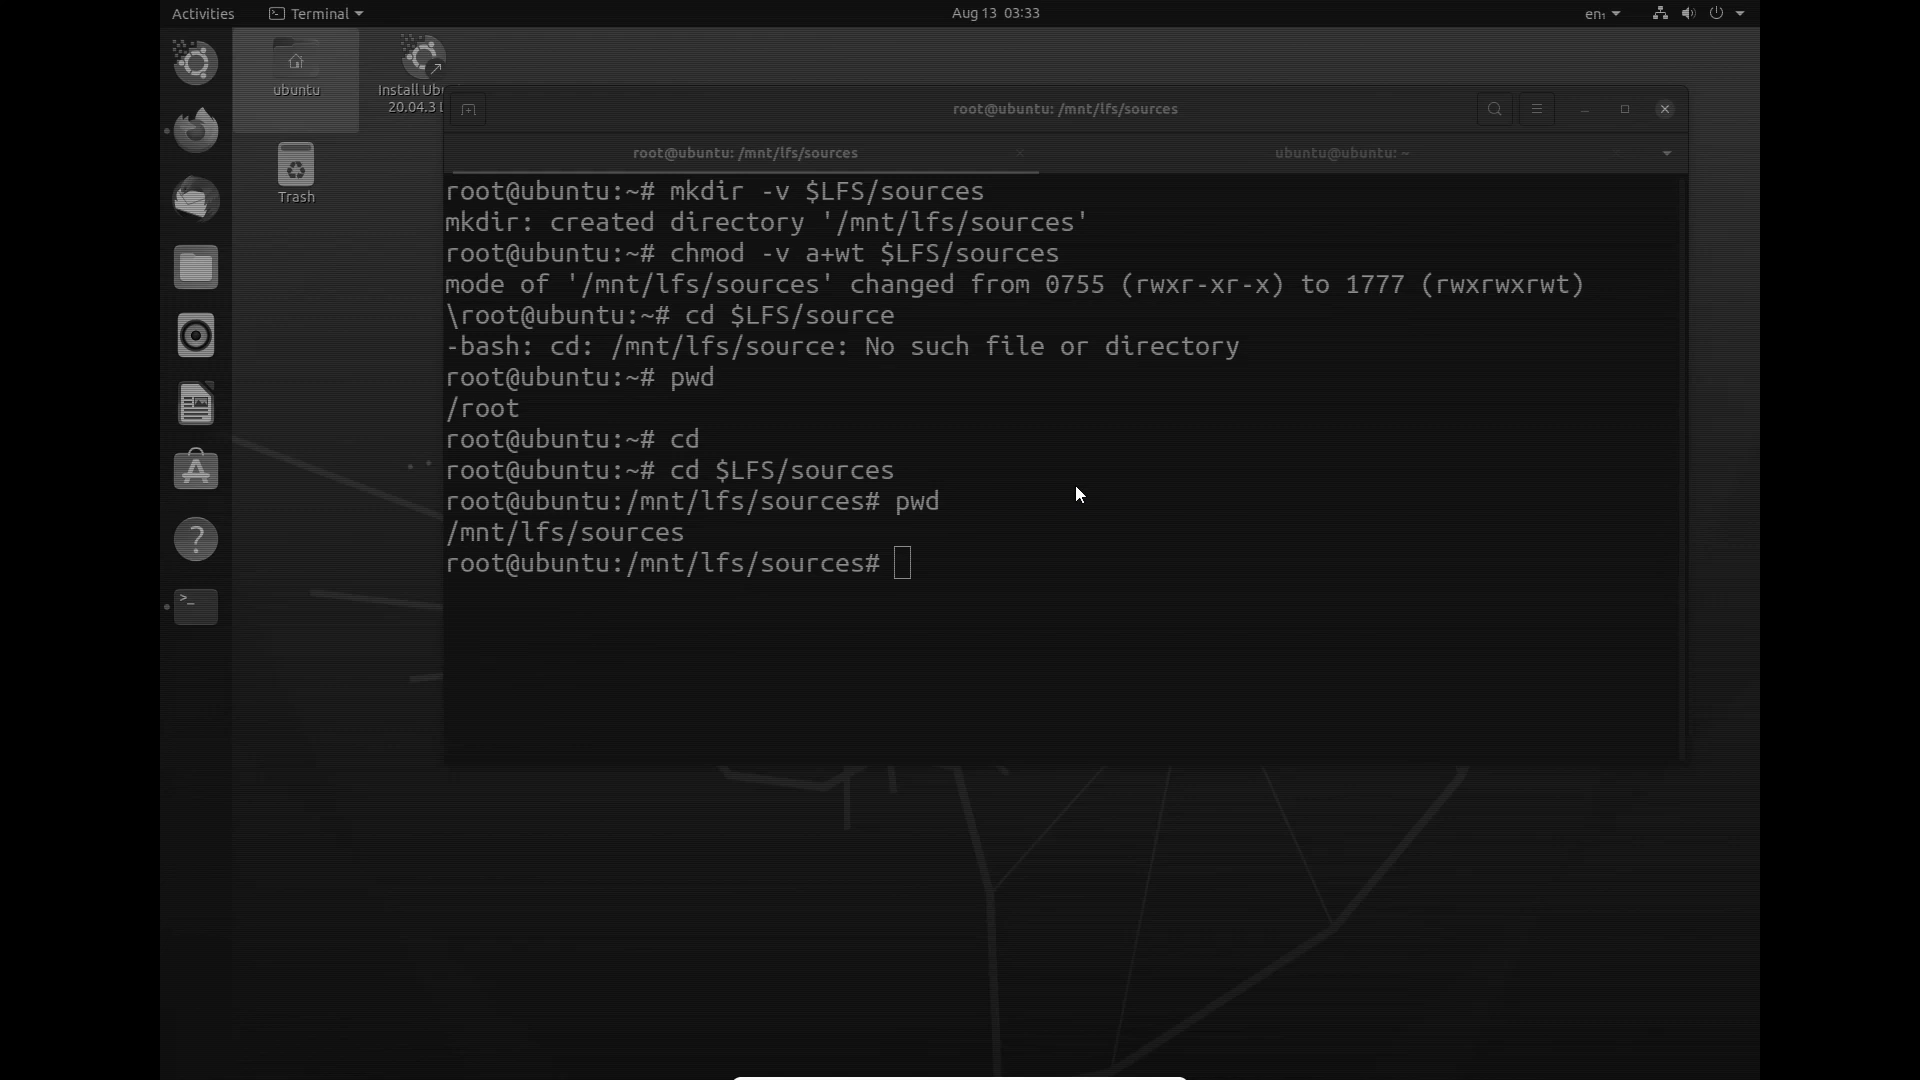 Activities Terminal Aug 13 03:33 en₁
ubuntu
Install Ubu
20.04.3 L
Trash
root@ubuntu: /mnt/lfs/sources
root@ubuntu: /mnt/lfs/sources ubuntu@ubuntu: ~
root@ubuntu:~# mkdir -v $LFS/sources
mkdir: created directory '/mnt/lfs/sources'
root@ubuntu:~# chmod -v a+wt $LFS/sources
mode of '/mnt/lfs/sources' changed from 0755 (rwxr-xr-x) to 1777 (rwxrwxrwt)
\root@ubuntu:~# cd $LFS/source
-bash: cd: /mnt/lfs/source: No such file or directory
root@ubuntu:~# pwd
/root
root@ubuntu:~# cd
root@ubuntu:~# cd $LFS/sources
root@ubuntu:/mnt/lfs/sources# pwd
/mnt/lfs/sources
root@ubuntu:/mnt/lfs/sources#